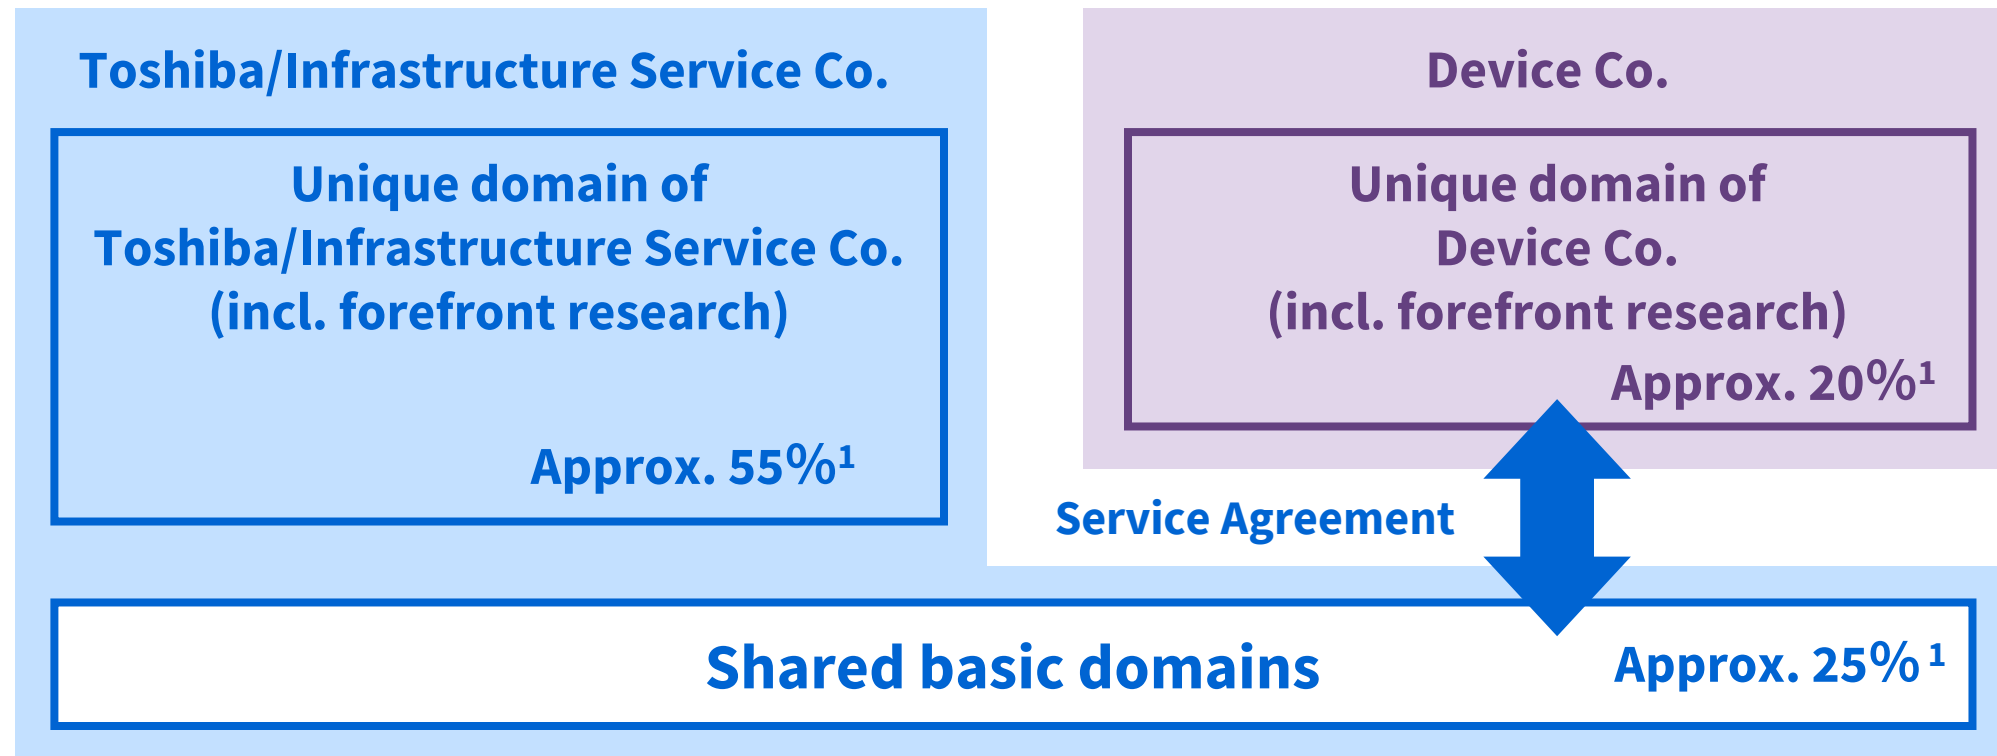 Toshiba/Infrastructure Service Co.
Unique domain of
Toshiba/Infrastructure Service Co.
(incl. forefront research)
Approx. 55%¹
Device Co.
Unique domain of
Device Co.
(incl. forefront research)
Approx. 20%¹
Service Agreement
Shared basic domains
Approx. 25% ¹